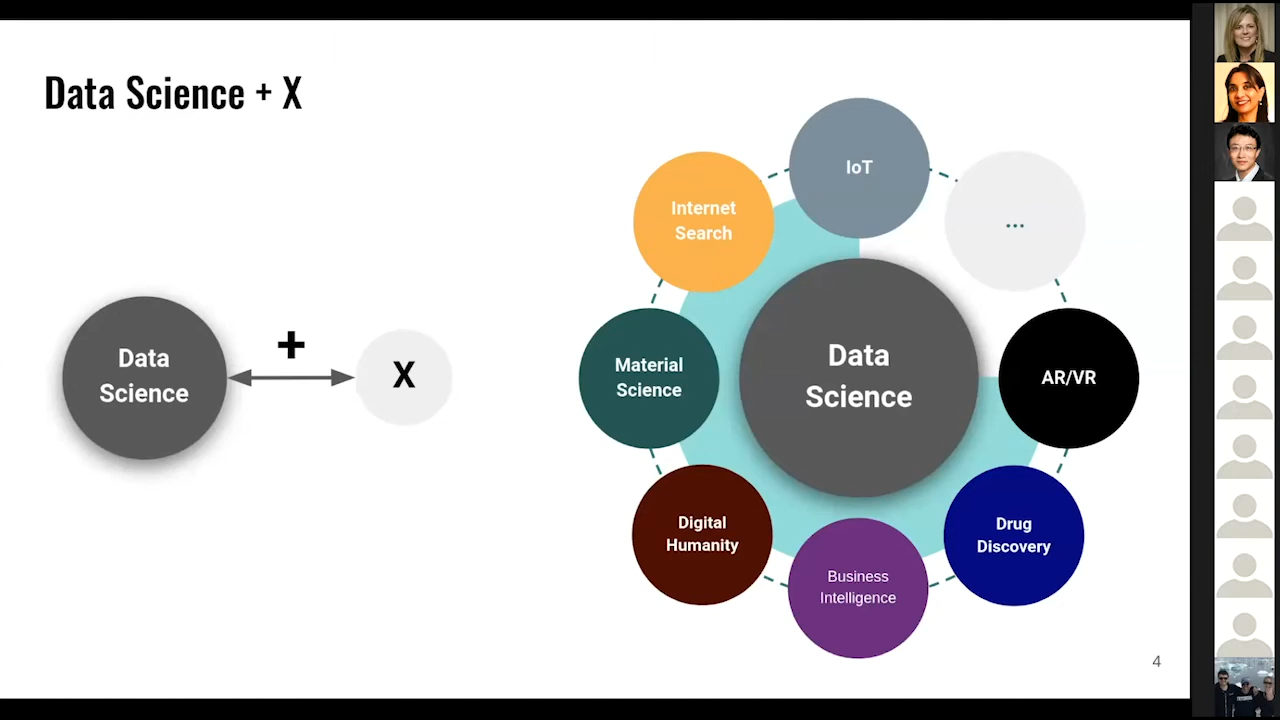 Data Science + X
Data
Science
+
X
IoT
...
Internet
Search
Data
Science
AR/VR
Material
Science
Digital
Humanity
Business
Intelligence
Drug
Discovery
4